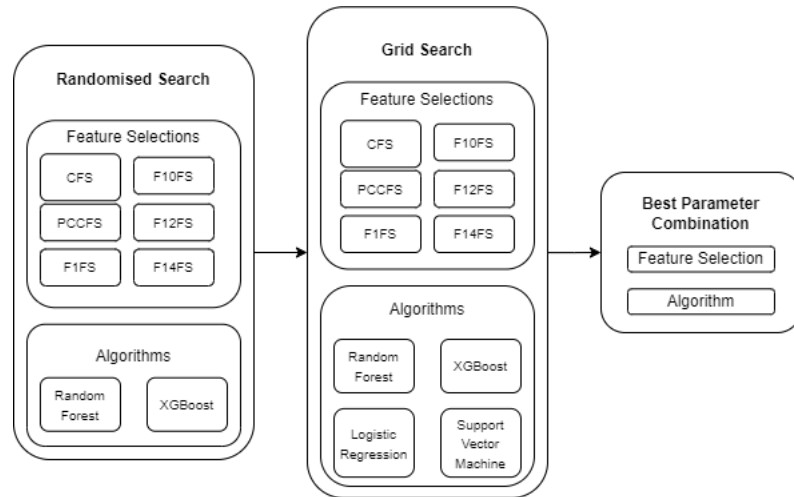 Randomised Search
Feature Selections
CFS
F10FS
PCCFS
F12FS
F1FS
F14FS
Algorithms
Random
Forest
XGBoost
Grid Search
Feature Selections
CFS
F10FS
PCCFS
F12FS
F1FS
F14FS
Algorithms
Random
Forest
XGBoost
Logistic
Regression
Support
Vector
Machine
Best Parameter
Combination
Feature Selection
Algorithm